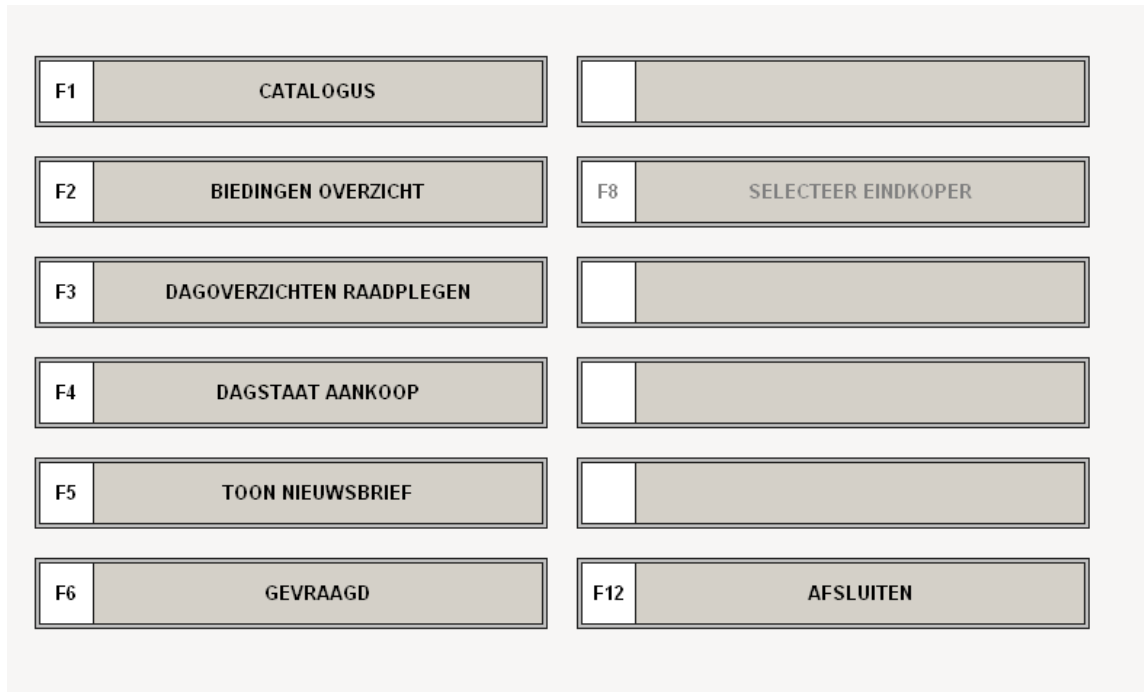 F1 CATALOGUS
F2 BIEDINGEN OVERZICHT
F8 SELECTEER EINDKOPER
F3 DAGOVERZICHTEN RAADPLEGEN
F4 DAGSTAAT AANKOOP
F5 TOON NIEUWSBRIEF
F6 GEVRAAGD
F12 AFSLUITEN